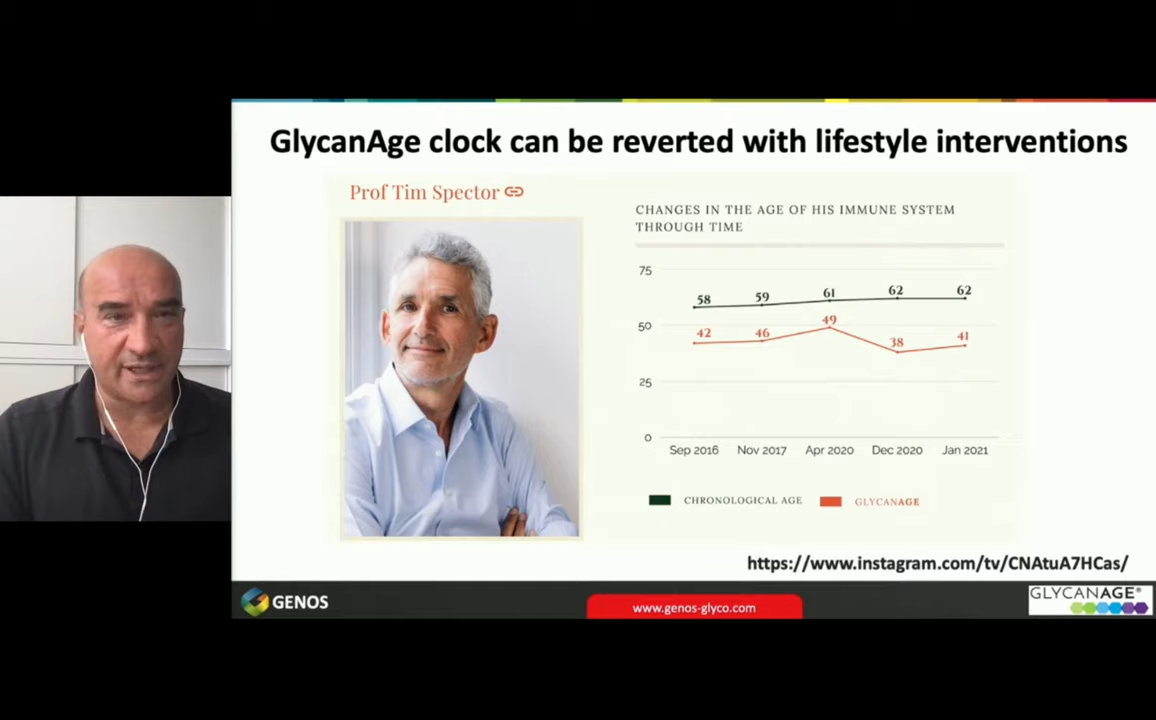 GlycanAge clock can be reverted with lifestyle interventions
Prof Tim Spector
CHANGES IN THE AGE OF HIS IMMUNE SYSTEM
THROUGH TIME
75
50
25
0
58 59 61 62 62
42 46 49 38 41
Sep 2016 Nov 2017 Apr 2020 Dec 2020 Jan 2021
CHRONOLOGICAL AGE GLYCANAGE
https://www.instagram.com/tv/CNAtuA7HCas/
GENOS
www.genos-glyco.com
GLYCANAGE®